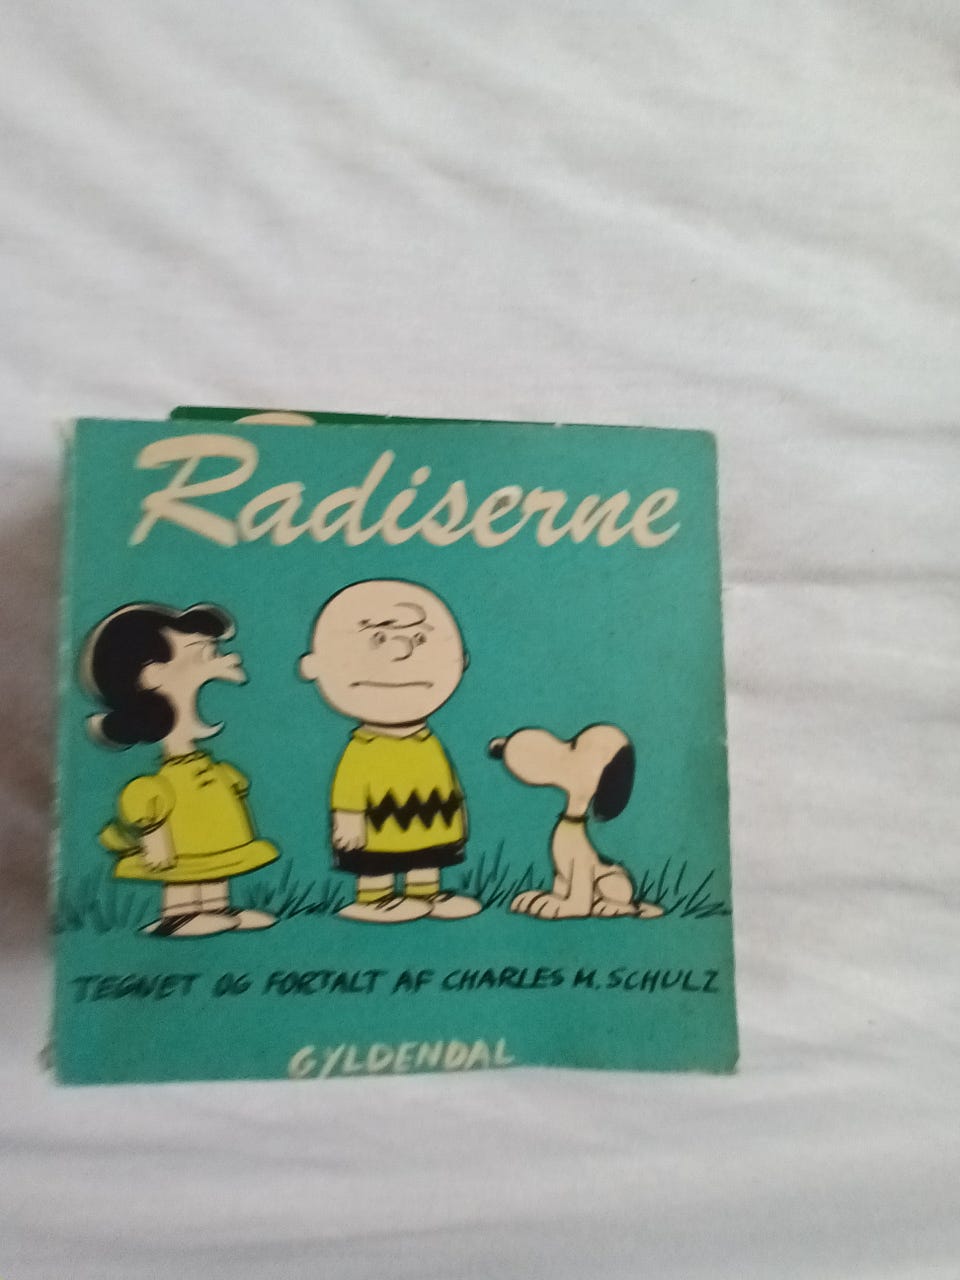 Radiserne
TEGNET OG FORTALT AF CHARLES M. SCHULZ
GYLDENDAL